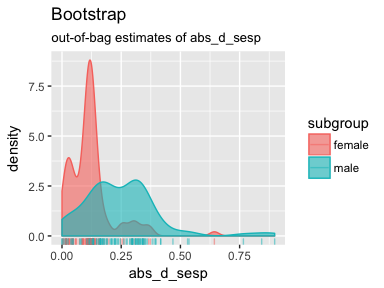 Bootstrap
out-of-bag estimates of abs_d_sesp
density
7.5
5.0
2.5
0.0
0.00 0.25 0.50 0.75
abs_d_sesp
subgroup
female
male